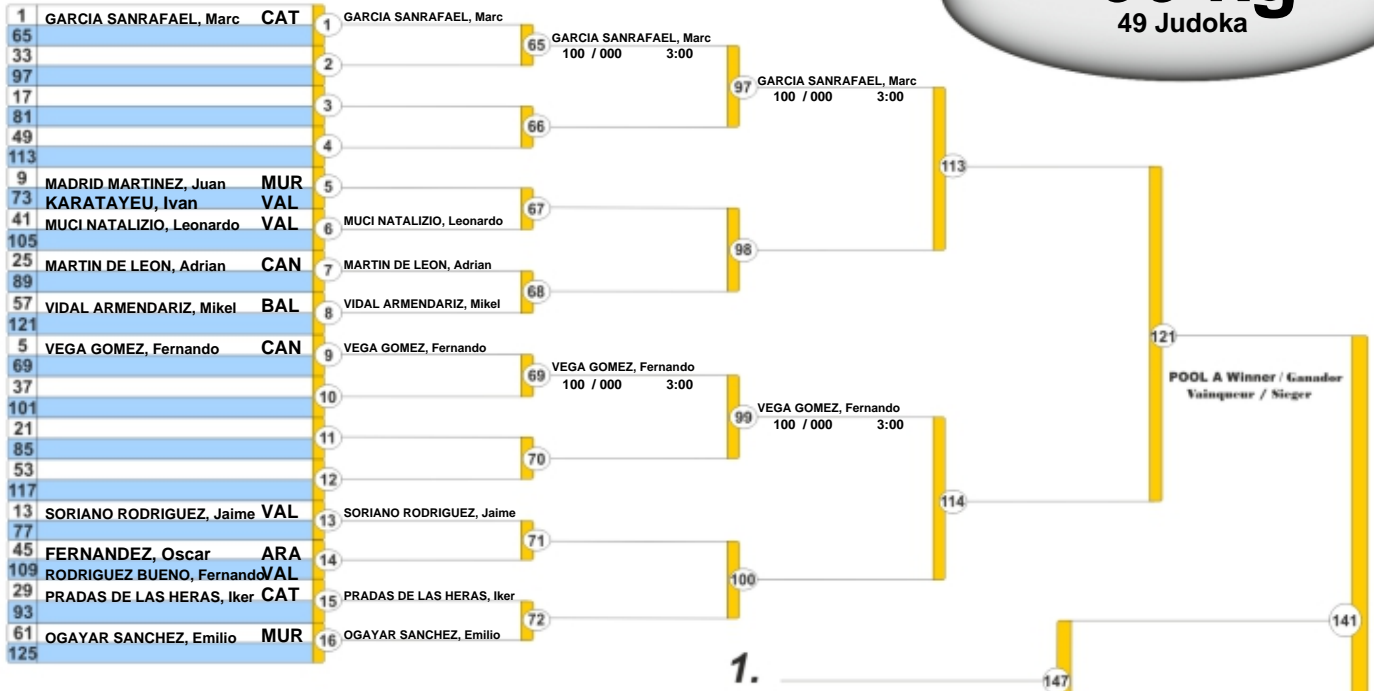 49 Judoka
1 GARCIA SANRAFAEL, Marc CAT
65
33
97
17
81
49
113
9 MADRID MARTINEZ, Juan MUR
73 KARATAYEU, Ivan VAL
41 MUCI NATALIZIO, Leonardo VAL
105
25 MARTIN DE LEON, Adrian CAN
89
57 VIDAL ARMENDARIZ, Mikel BAL
121
5 VEGA GOMEZ, Fernando CAN
69
37
101
21
85
53
117
13 SORIANO RODRIGUEZ, Jaime VAL
77
45 FERNANDEZ, Oscar ARA
109 RODRIGUEZ BUENO, Fernando VAL
29 PRADAS DE LAS HERAS, Iker CAT
93
61 OGAYAR SANCHEZ, Emilio MUR
125
1 GARCIA SANRAFAEL, Marc
2
3
4
5
6 MUCI NATALIZIO, Leonardo
7 MARTIN DE LEON, Adrian
8 VIDAL ARMENDARIZ, Mikel
9 VEGA GOMEZ, Fernando
10
11
12
13 SORIANO RODRIGUEZ, Jaime
14
15 PRADAS DE LAS HERAS, Iker
16 OGAYAR SANCHEZ, Emilio
65 GARCIA SANRAFAEL, Marc
100 / 000 3:00
66
67
68
69 VEGA GOMEZ, Fernando
100 / 000 3:00
70
71
72
97 GARCIA SANRAFAEL, Marc
100 / 000 3:00
98
99 VEGA GOMEZ, Fernando
100 / 000 3:00
100
113
114
121
POOL A Winner / Ganador
Vainqueur / Sieger
141
1.
147